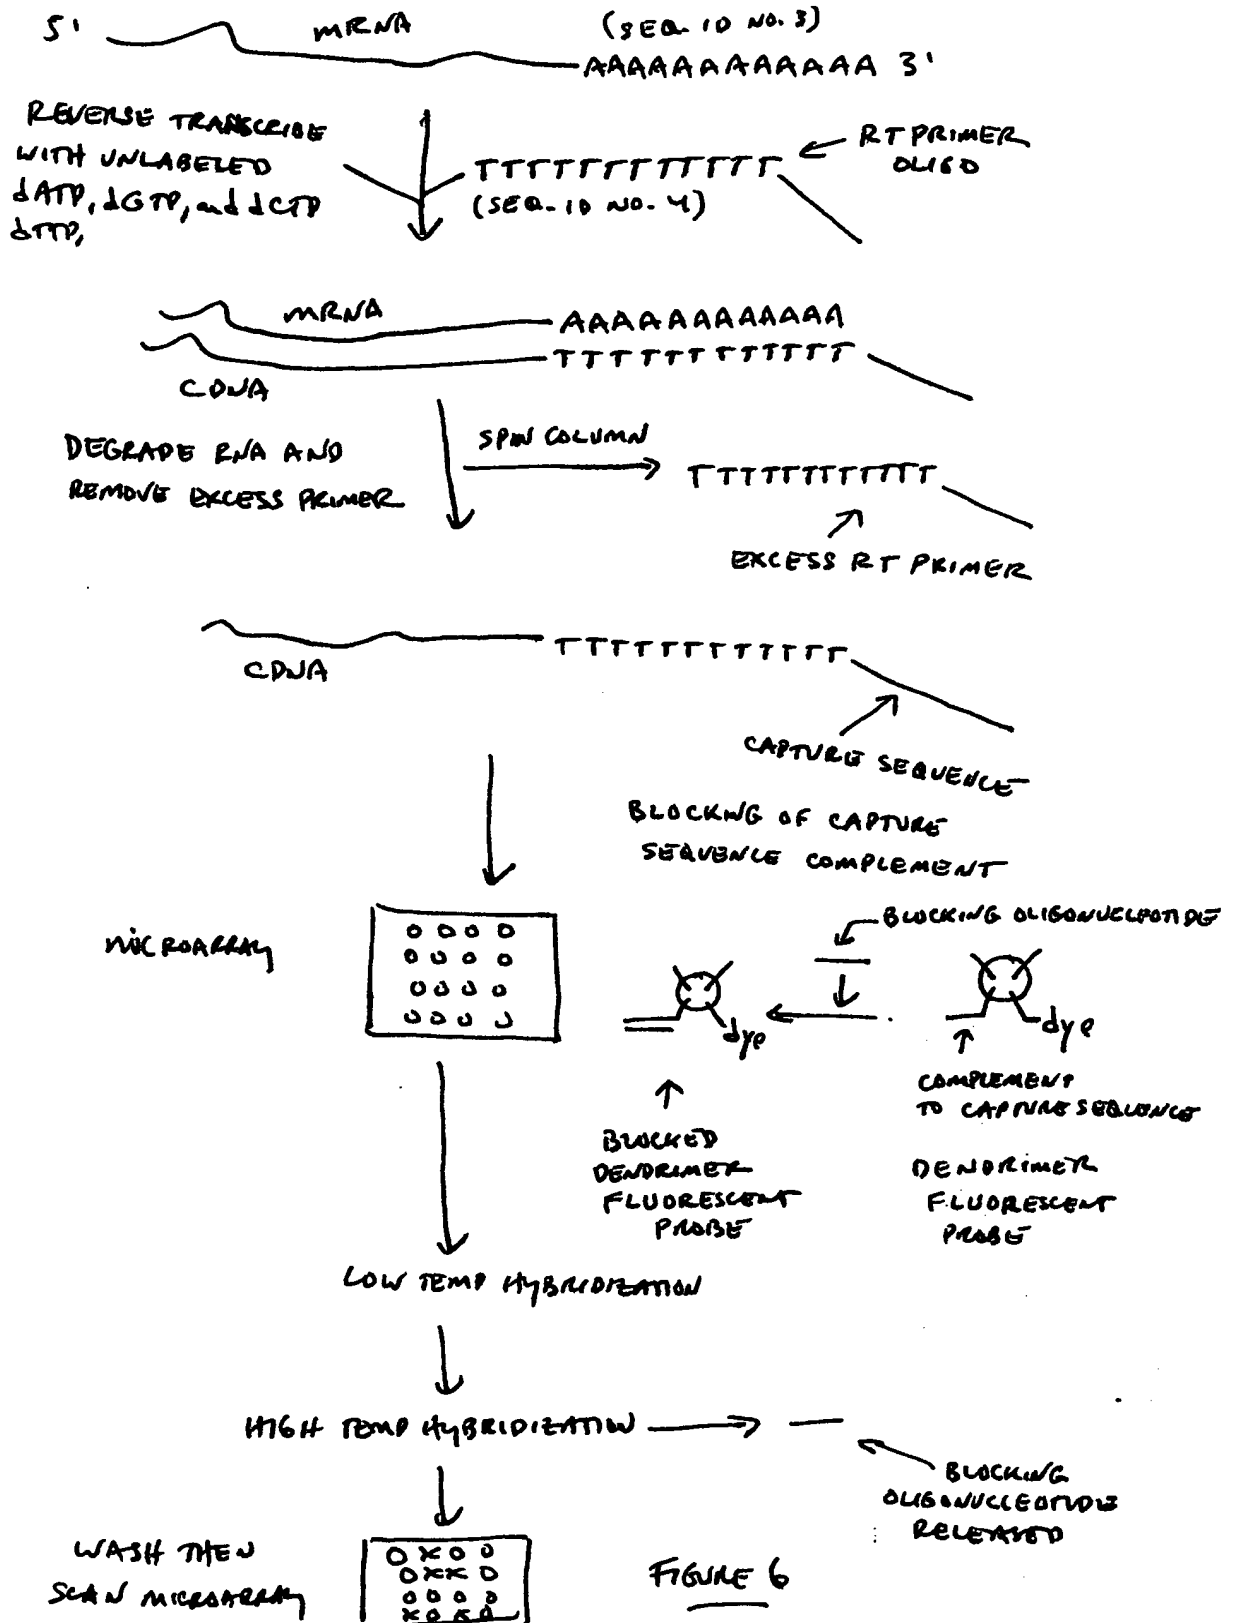 5' mRNA (SEQ. ID NO. 3)
AAAAAAAAAAAA 3'
REVERSE TRANSCRIBE
WITH UNLABELED
dATP, dGTP, and dCTP
dTTP,
TTTTTTTTTTTT
(SEQ. ID NO. 4)
RT PRIMER
OLIGO
mRNA AAAAAAAAAAAA
TTTTTTTTTTTT
CDNA
DEGRADE RNA AND
REMOVE EXCESS PRIMER
SPIN COLUMN
TTTTTTTTTTTT
EXCESS RT PRIMER
TTTTTTTTTTTT
CDNA
CAPTURE SEQUENCE
BLOCKING OF CAPTURE
SEQUENCE COMPLEMENT
MICROARRAY
BLOCKING OLIGONUCLEOTIDE
dye
dye
COMPLEMENT
TO CAPTURE SEQUENCE
BLOCKED
DENDRIMER
FLUORESCENT
PROBE
DENDRIMER
FLUORESCENT
PROBE
LOW TEMP HYBRIDIZATION
HIGH TEMP HYBRIDIZATION
BLOCKING
OLIGONUCLEOTIDE
RELEASED
WASH THEN
SCAN MICROARRAY
FIGURE 6